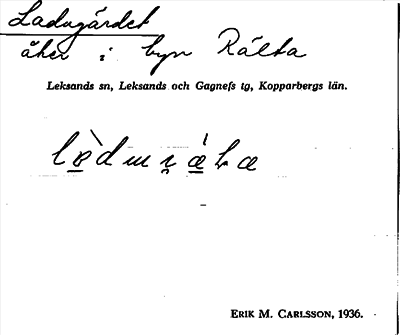 Ladugärdet
åker i byn Rälta
Leksands sn, Leksands och Gagnefs tg, Kopparbergs län.
ERIK M. CARLSSON, 1936.